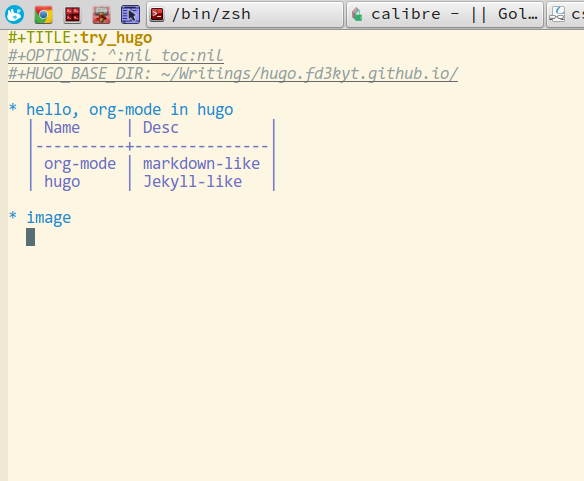 /bin/zsh calibre - || Gol… cs
#+TITLE:try_hugo
#+OPTIONS: ^:nil toc:nil
#+HUGO_BASE_DIR: ~/Writings/hugo.fd3kyt.github.io/
* hello, org-mode in hugo
| Name | Desc |
|----------+---------------|
| org-mode | markdown-like |
| hugo | Jekyll-like |
* image